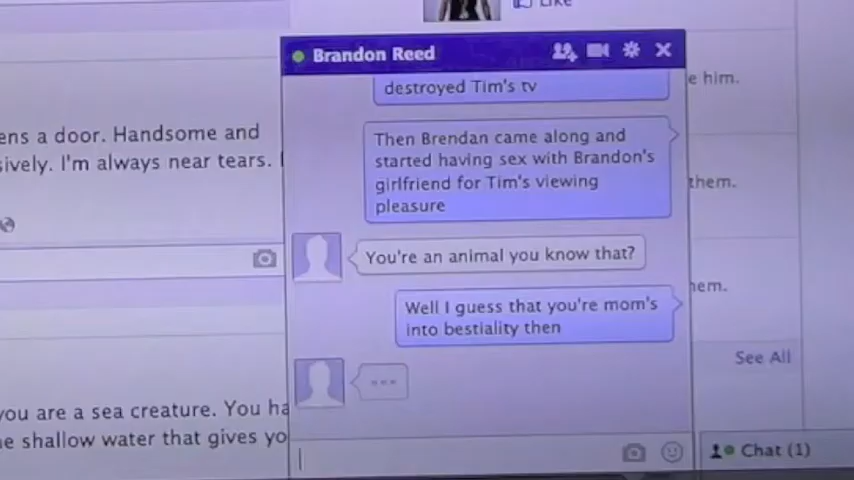 Like
Brandon Reed
destroyed Tim's tv
e him.
ens a door. Handsome and
sively. I'm always near tears.
Then Brendan came along and
started having sex with Brandon's
girlfriend for Tim's viewing
pleasure
them.
You're an animal you know that?
hem.
Well I guess that you're mom's
into bestiality then
See All
you are a sea creature. You ha
e shallow water that gives yo
Chat (1)